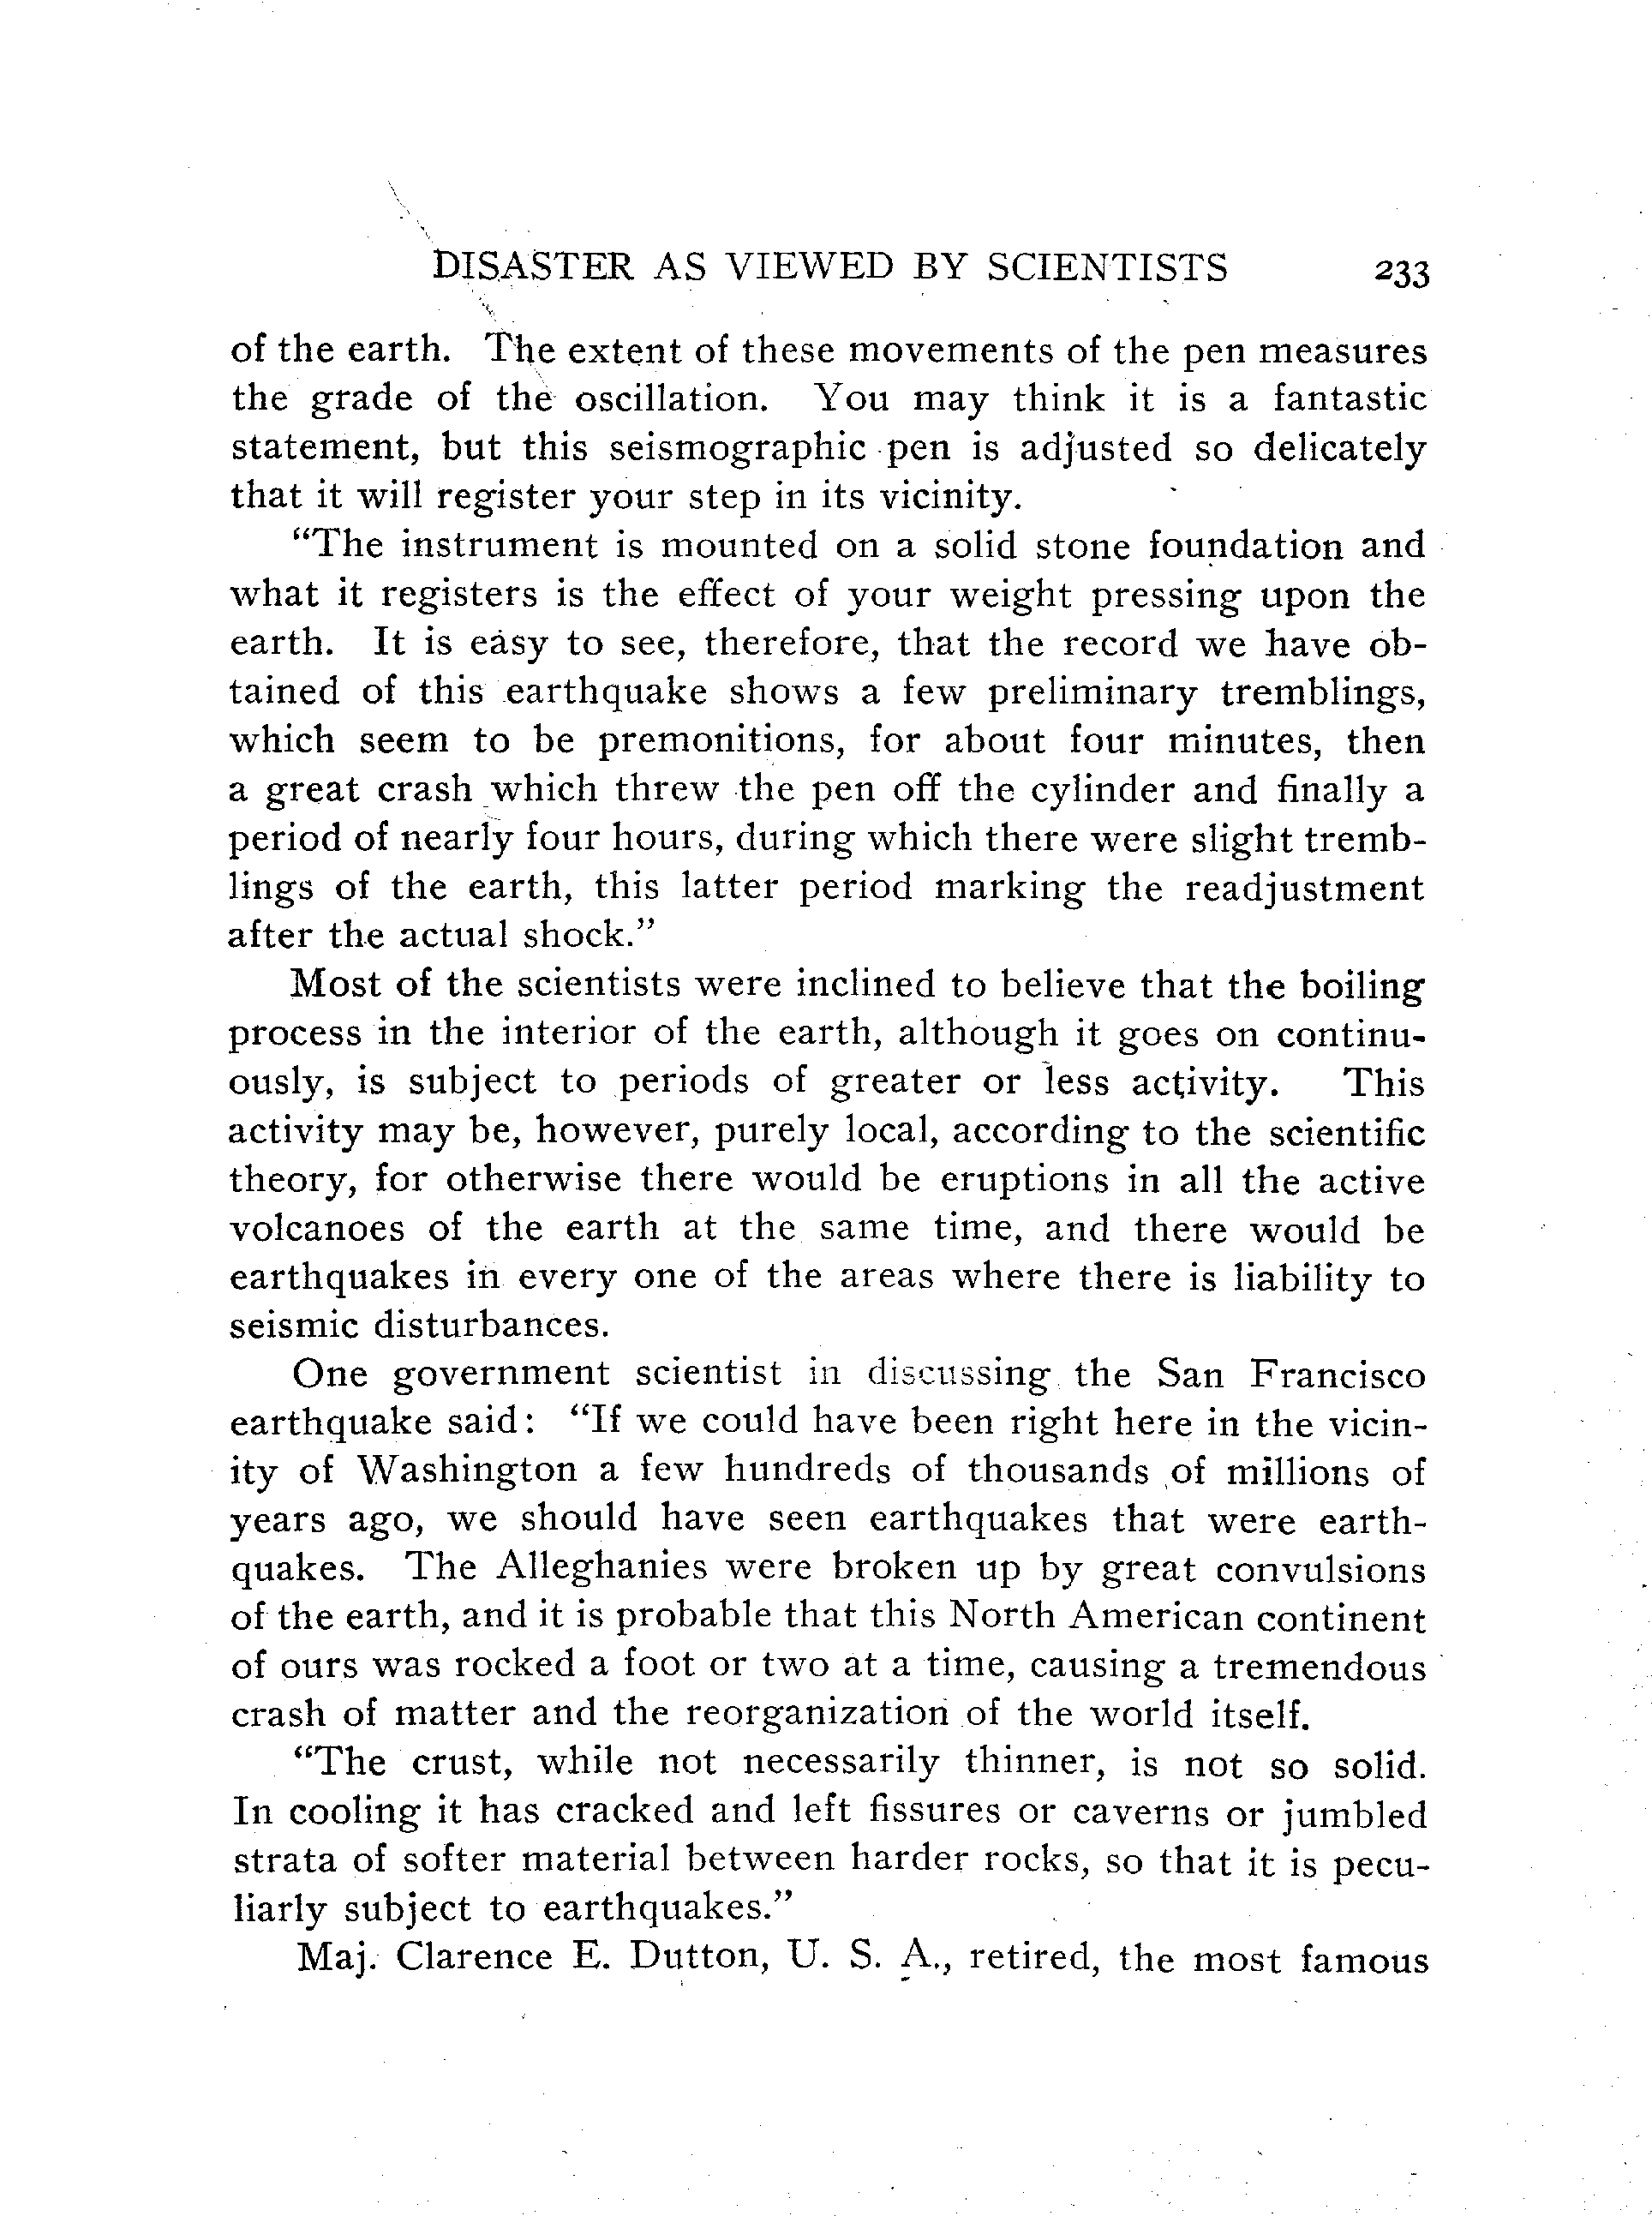 DISASTER AS VIEWED BY SCIENTISTS 233
of the earth. The extent of these movements of the pen measures
the grade of the oscillation. You may think it is a fantastic
statement, but this seismographic pen is adjusted so delicately
that it will register your step in its vicinity.
“The instrument is mounted on a solid stone foundation and
what it registers is the effect of your weight pressing upon the
earth. It is easy to see, therefore, that the record we have ob-
tained of this earthquake shows a few preliminary tremblings,
which seem to be premonitions, for about four minutes, then
a great crash which threw the pen off the cylinder and finally a
period of nearly four hours, during which there were slight tremb-
lings of the earth, this latter period marking the readjustment
after the actual shock.”
Most of the scientists were inclined to believe that the boiling
process in the interior of the earth, although it goes on continu-
ously, is subject to periods of greater or less activity. This
activity may be, however, purely local, according to the scientific
theory, for otherwise there would be eruptions in all the active
volcanoes of the earth at the same time, and there would be
earthquakes in every one of the areas where there is liability to
seismic disturbances.
One government scientist in discussing the San Francisco
earthquake said: “If we could have been right here in the vicin-
ity of Washington a few hundreds of thousands of millions of
years ago, we should have seen earthquakes that were earth-
quakes. The Alleghanies were broken up by great convulsions
of the earth, and it is probable that this North American continent
of ours was rocked a foot or two at a time, causing a tremendous
crash of matter and the reorganization of the world itself.
“The crust, while not necessarily thinner, is not so solid.
In cooling it has cracked and left fissures or caverns or jumbled
strata of softer material between harder rocks, so that it is pecu-
liarly subject to earthquakes.”
Maj. Clarence E. Dutton, U. S. A., retired, the most famous